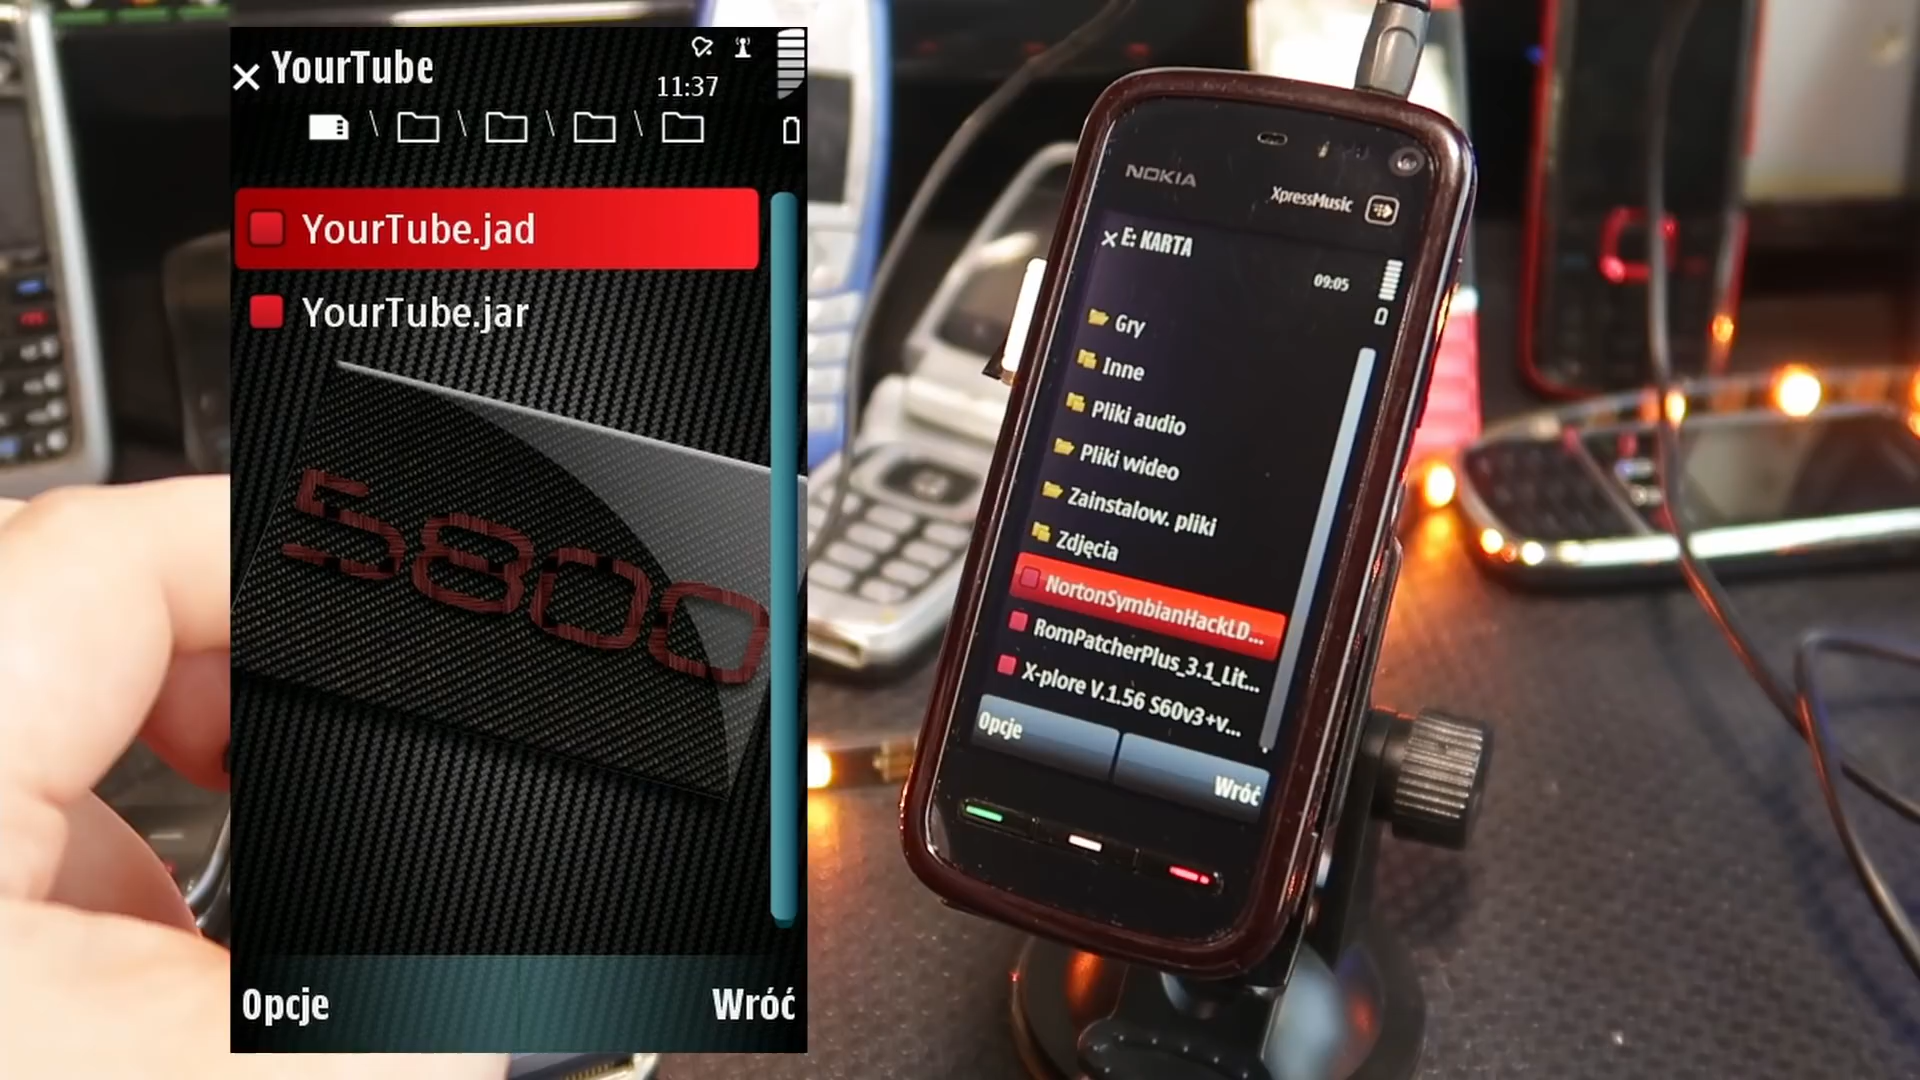 YourTube
11:37
YourTube.jad
YourTube.jar
5800
Opcje
Wróć
NOKIA
XpressMusic
E: KARTA
09:05
Gry
Inne
Pliki audio
Pliki wideo
Zainstalow. pliki
Zdjęcia
NortonSymbianHackLD...
RomPatcherPlus_3.1_Lit...
X-plore V.1.56 S60v3+v...
Opcje
Wróć